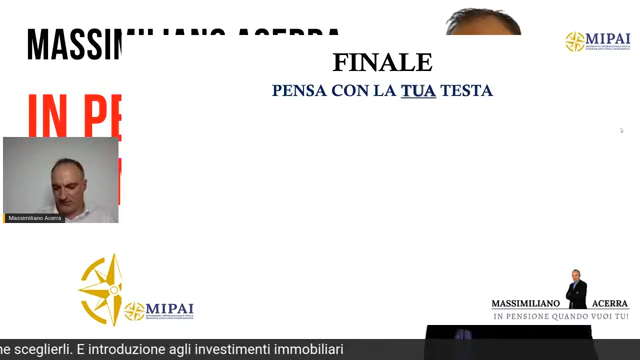 MASSIMILIANO ACERRA
MIPAI
FINALE
PENSA CON LA TUA TESTA
IN PE
Massimiliano Acerra
MIPAI
MASSIMILIANO ACERRA
IN PENSIONE QUANDO VUOI TU!
ne sceglierli. E introduzione agli investimenti immobiliari